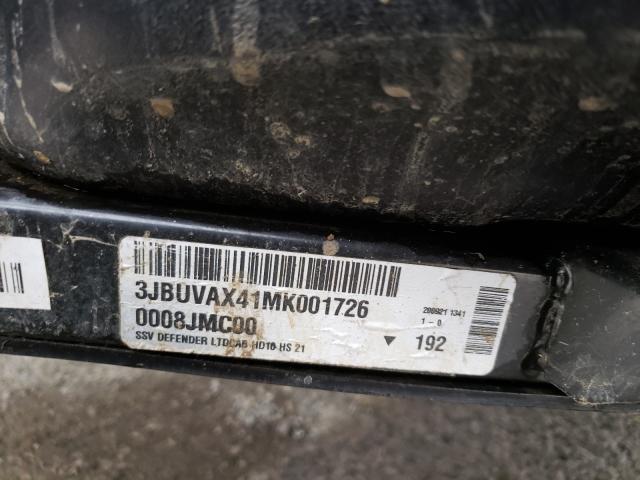 3JBUVAX41MK001726
0008JMC00
SSV DEFENDER LTDCAB HD10 HS 21
200921 1341
1 - 0
192